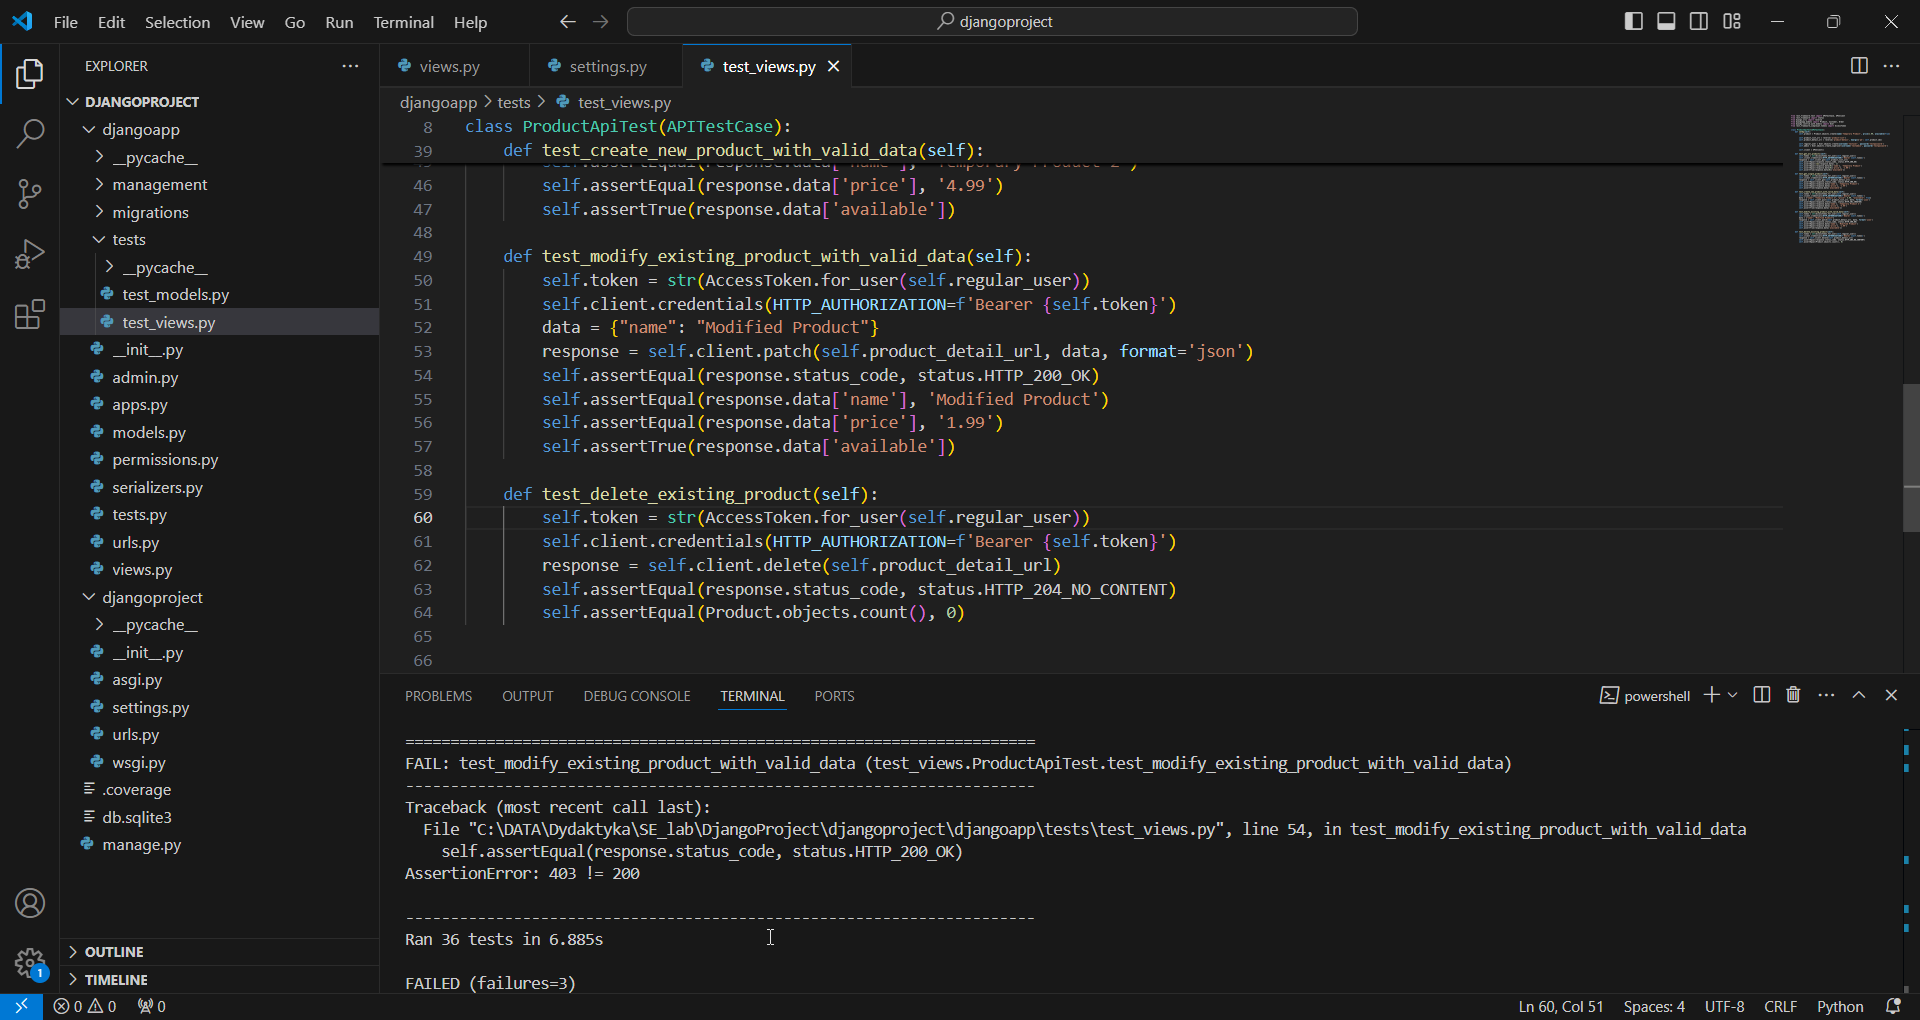 File Edit Selection View Go Run Terminal Help
djangoproject
EXPLORER
DJANGOPROJECT
djangoapp
__pycache__
management
migrations
tests
__pycache__
test_models.py
test_views.py
__init__.py
admin.py
apps.py
models.py
permissions.py
serializers.py
tests.py
urls.py
views.py
djangoproject
__pycache__
__init__.py
asgi.py
settings.py
urls.py
wsgi.py
.coverage
db.sqlite3
manage.py
OUTLINE
TIMELINE
1
views.py settings.py test_views.py
djangoapp > tests > test_views.py
8 class ProductApiTest(APITestCase):
39 def test_create_new_product_with_valid_data(self):
46 self.assertEqual(response.data['price'], '4.99')
47 self.assertTrue(response.data['available'])
48
49 def test_modify_existing_product_with_valid_data(self):
50 self.token = str(AccessToken.for_user(self.regular_user))
51 self.client.credentials(HTTP_AUTHORIZATION=f'Bearer {self.token}')
52 data = {"name": "Modified Product"}
53 response = self.client.patch(self.product_detail_url, data, format='json')
54 self.assertEqual(response.status_code, status.HTTP_200_OK)
55 self.assertEqual(response.data['name'], 'Modified Product')
56 self.assertEqual(response.data['price'], '1.99')
57 self.assertTrue(response.data['available'])
58
59 def test_delete_existing_product(self):
60 self.token = str(AccessToken.for_user(self.regular_user))
61 self.client.credentials(HTTP_AUTHORIZATION=f'Bearer {self.token}')
62 response = self.client.delete(self.product_detail_url)
63 self.assertEqual(response.status_code, status.HTTP_204_NO_CONTENT)
64 self.assertEqual(Product.objects.count(), 0)
65
66
PROBLEMS OUTPUT DEBUG CONSOLE TERMINAL PORTS
powershell
======================================================================
FAIL: test_modify_existing_product_with_valid_data (test_views.ProductApiTest.test_modify_existing_product_with_valid_data)
----------------------------------------------------------------------
Traceback (most recent call last):
File "C:\DATA\Dydaktyka\SE_lab\DjangoProject\djangoproject\djangoapp\tests\test_views.py", line 54, in test_modify_existing_product_with_valid_data
self.assertEqual(response.status_code, status.HTTP_200_OK)
AssertionError: 403 != 200
----------------------------------------------------------------------
Ran 36 tests in 6.885s
FAILED (failures=3)
0 0 0
Ln 60, Col 51 Spaces: 4 UTF-8 CRLF Python